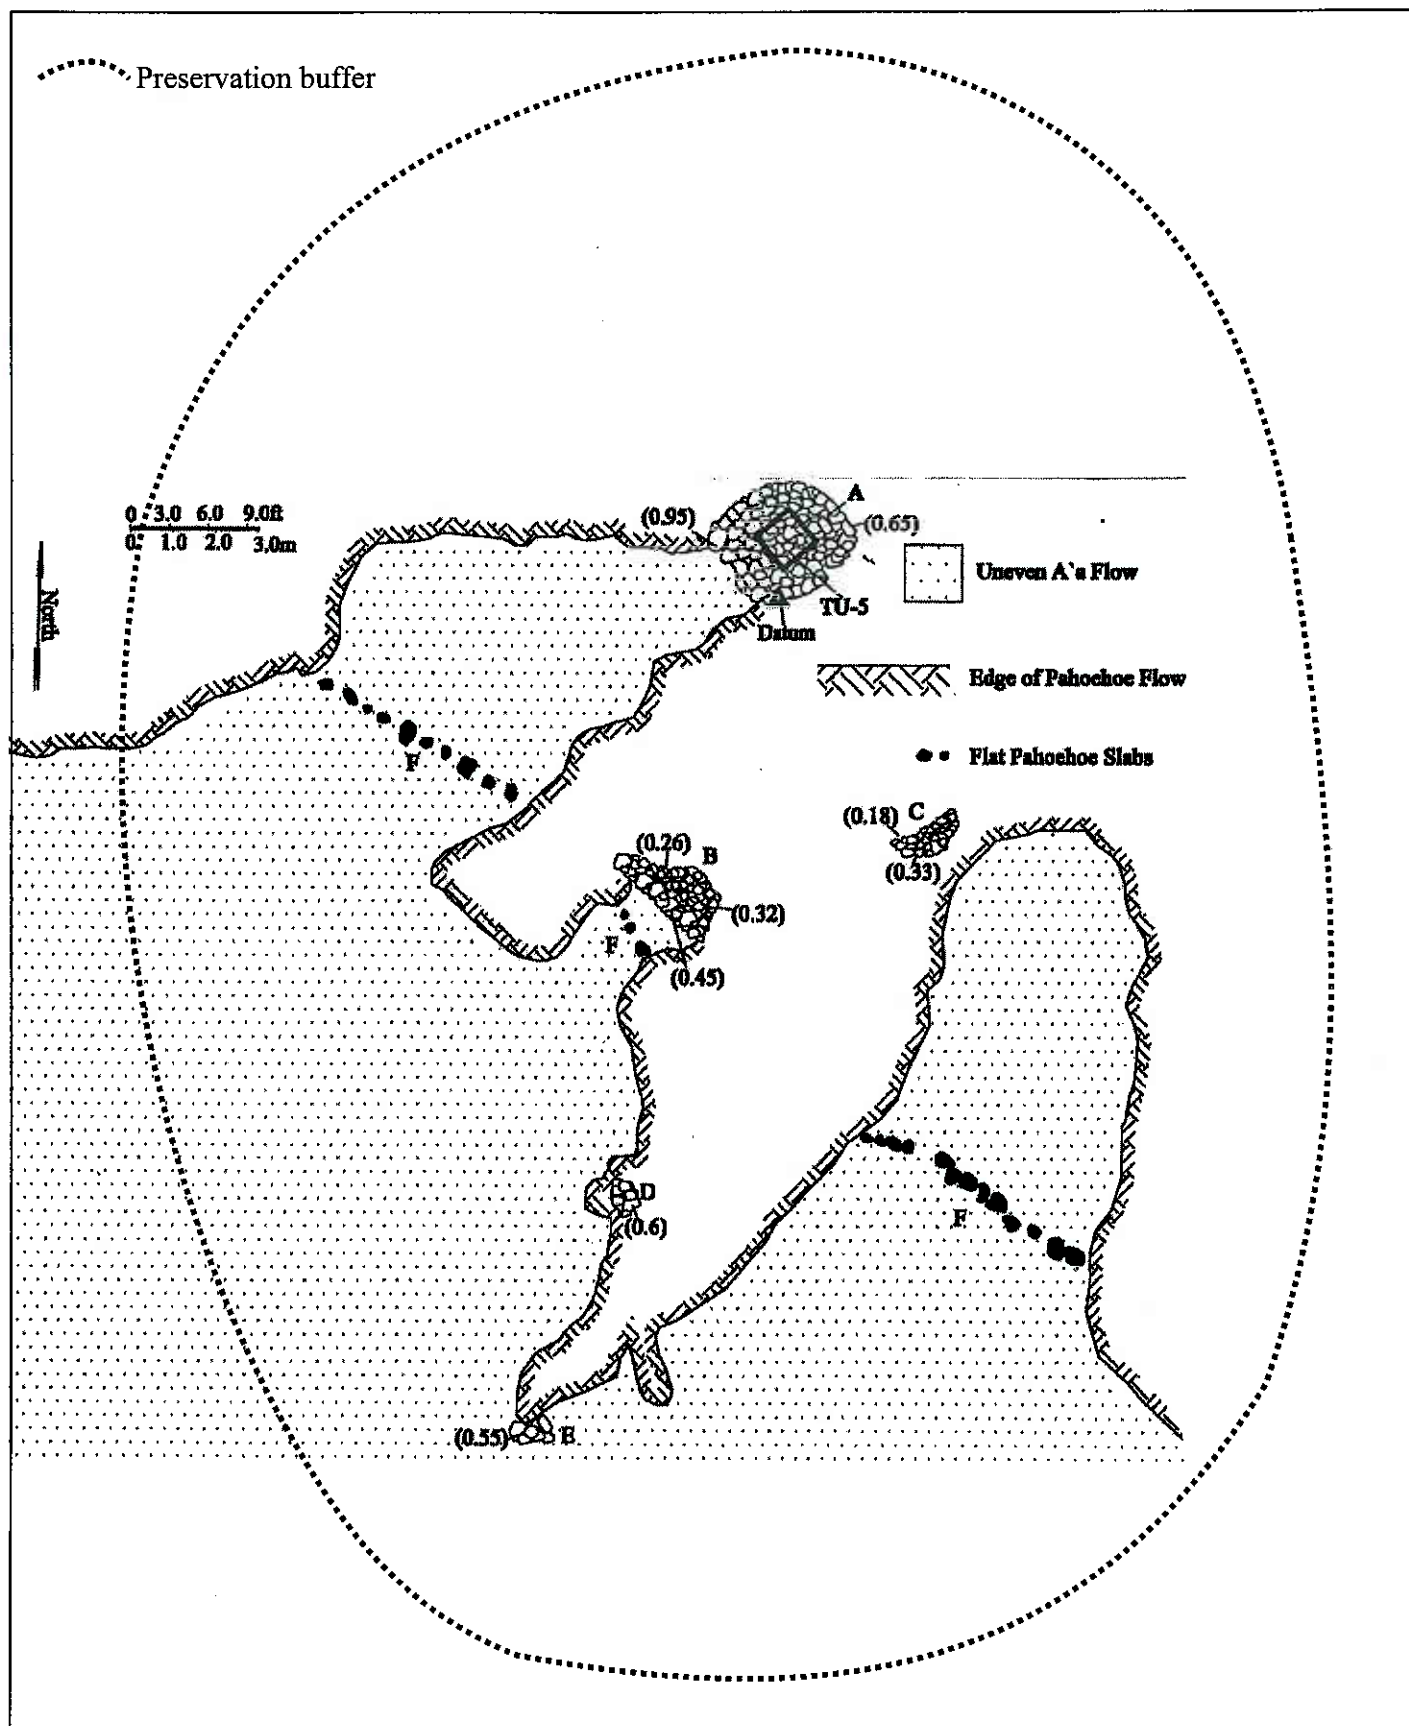 Preservation buffer
A
0 3.0 6.0 9.0ft
(0.95)
(0.65)
0. 1.0 2.0 3.0m
Uneven A`a Flow
North
TU-5
Datum
Edge of Pahoehoe Flow
F
Flat Pahoehoe Slabs
(0.18) C
(0.26) B
(0.33)
(0.32)
F
(0.45)
D
(0.6)
F
(0.55) E